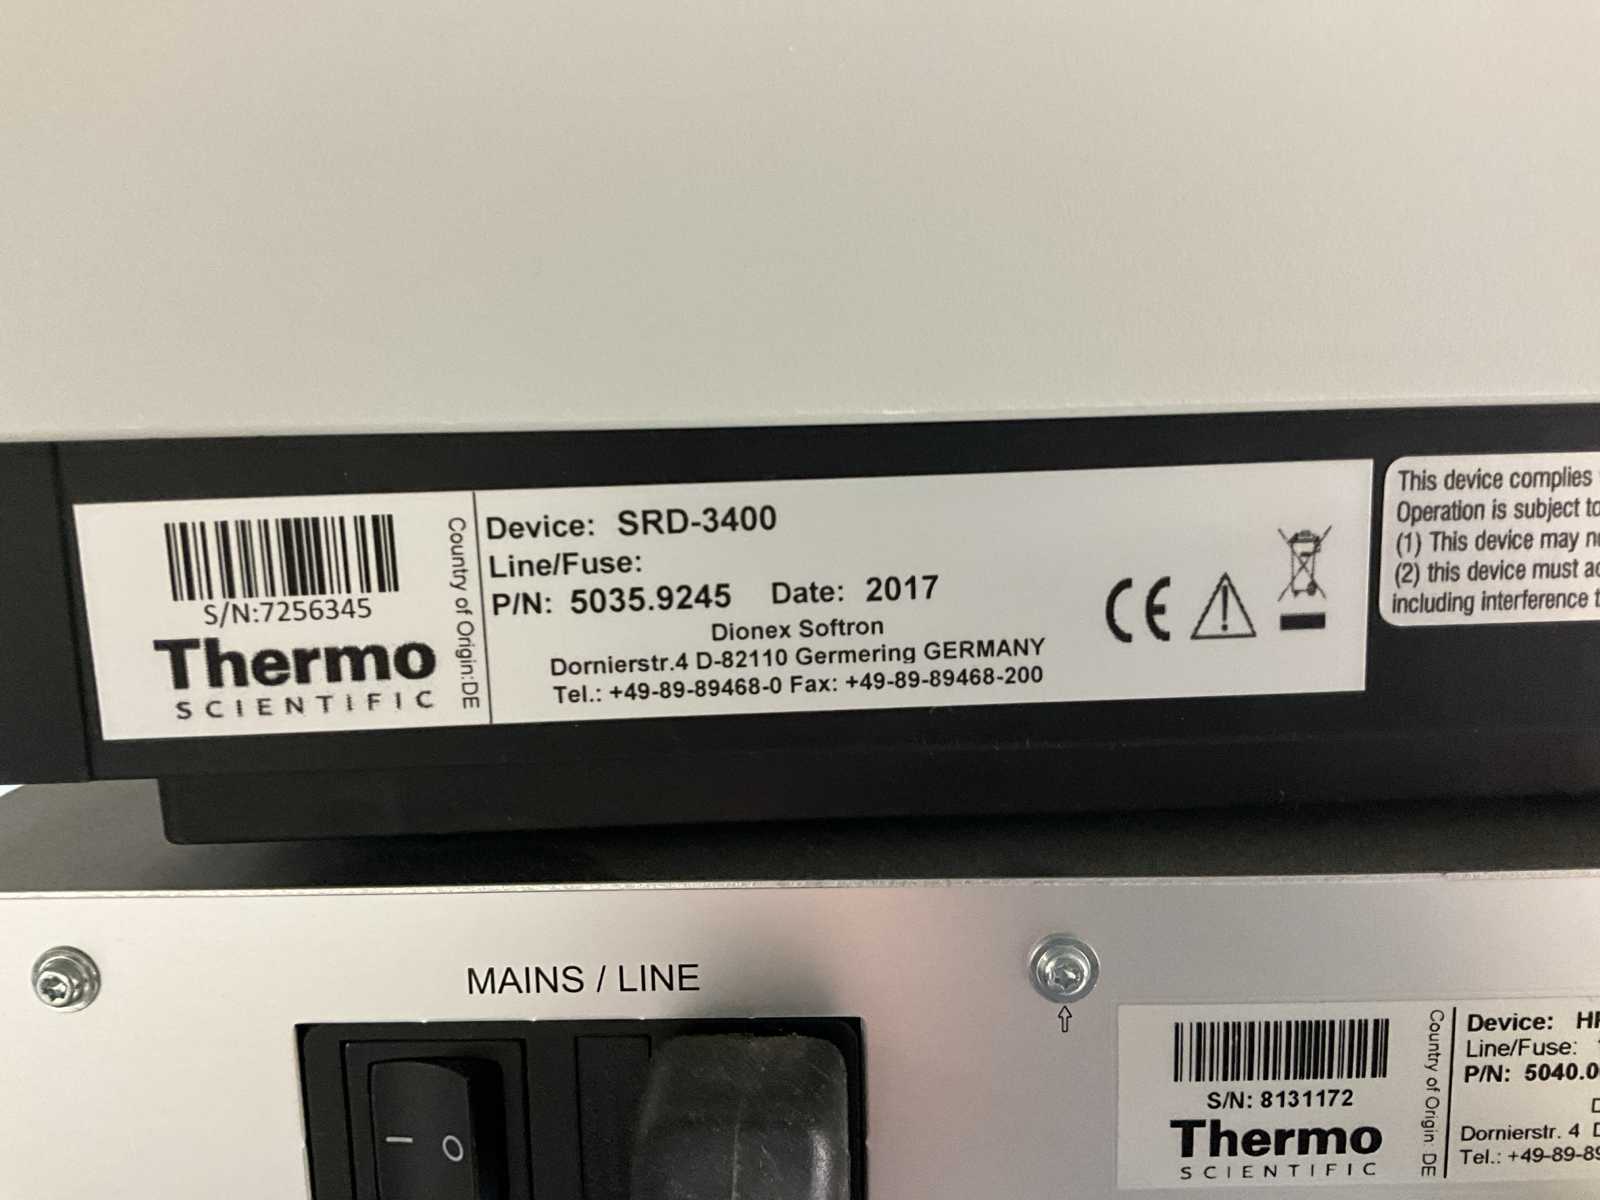 S/N:7256345
Thermo
SCIENTIFIC
Country of Origin:DE
Device: SRD-3400
Line/Fuse:
P/N: 5035.9245 Date: 2017
Dionex Softron
Dornierstr.4 D-82110 Germering GERMANY
Tel.: +49-89-89468-0 Fax: +49-89-89468-200
CE
This device complies
Operation is subject to
(1) This device may
(2) this device must
including interference
MAINS / LINE
S/N: 8131172
Thermo
SCIENTIFIC
Country of Origin: DE
Device:
Line/Fuse:
P/N: 5040.0
Dornierstr. 4
Tel.: +49-89-89